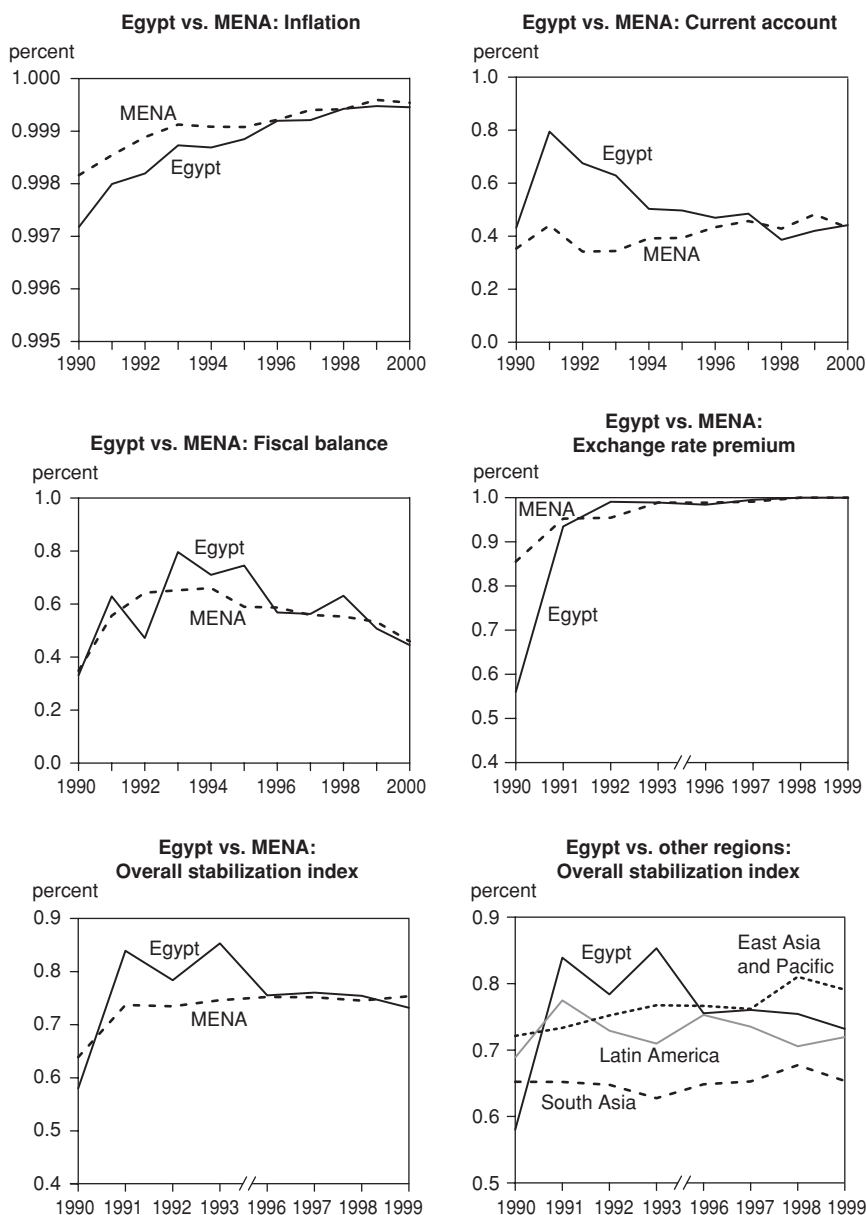 Egypt vs. MENA: Inflation
percent
1.000
0.999
0.998
0.997
0.996
0.995
MENA
Egypt
1990 1992 1994 1996 1998 2000
Egypt vs. MENA: Current account
percent
1.0
0.8
0.6
0.4
0.2
0.0
Egypt
MENA
1990 1992 1994 1996 1998 2000
Egypt vs. MENA: Fiscal balance
percent
1.0
0.8
0.6
0.4
0.2
0.0
Egypt
MENA
1990 1992 1994 1996 1998 2000
Egypt vs. MENA:
Exchange rate premium
percent
1.0
0.9
0.8
0.7
0.6
0.5
0.4
MENA
Egypt
1990 1991 1992 1993 1996 1997 1998 1999
Egypt vs. MENA:
Overall stabilization index
percent
0.9
0.8
0.7
0.6
0.5
0.4
Egypt
MENA
1990 1991 1992 1993 1996 1997 1998 1999
Egypt vs. other regions:
Overall stabilization index
percent
0.9
0.8
0.7
0.6
0.5
Egypt
East Asia
and Pacific
Latin America
South Asia
1990 1991 1992 1993 1996 1997 1998 1999